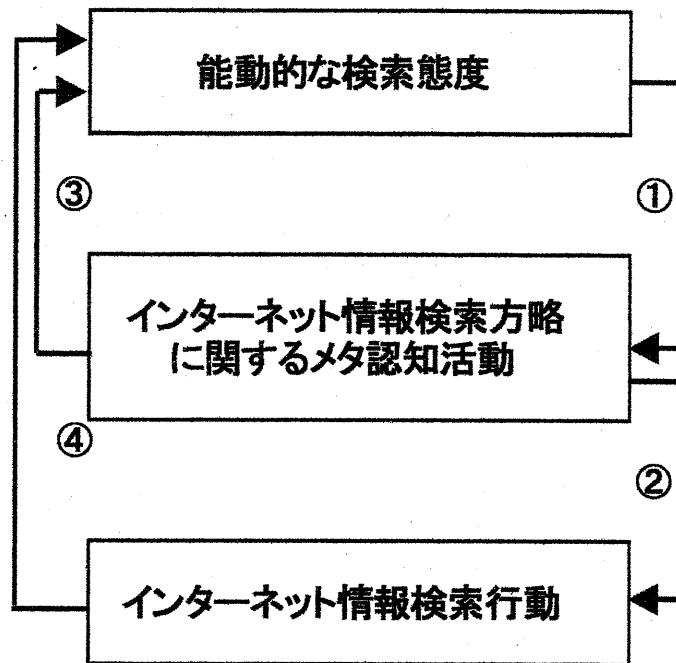 能動的な検索態度
③
①
インターネット情報検索方略
に関するメタ認知活動
④
②
インターネット情報検索行動